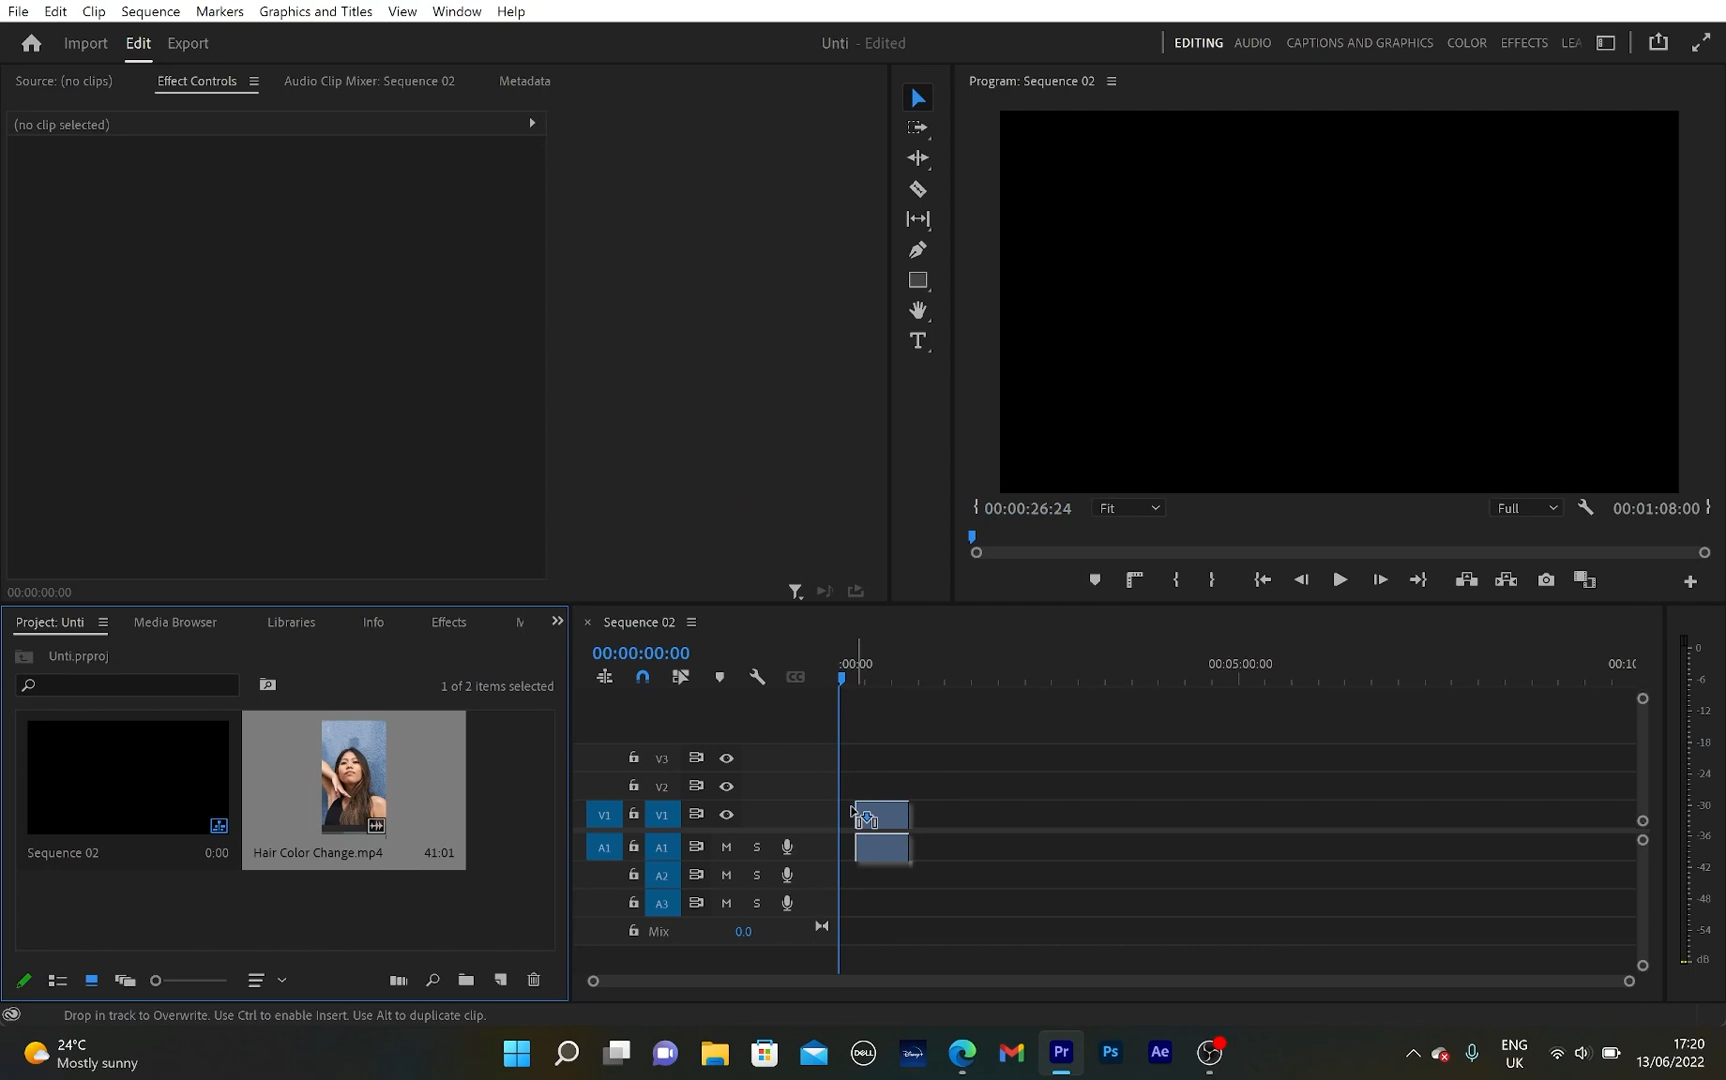 File Edit Clip Sequence Markers Graphics and Titles View Window Help
Import Edit Export
Unti - Edited
EDITING AUDIO CAPTIONS AND GRAPHICS COLOR EFFECTS LEA
Source: (no clips) Effect Controls Audio Clip Mixer: Sequence 02 Metadata
Program: Sequence 02
(no clip selected)
00:00:26:24 Fit Full 00:01:08:00
00:00:00:00
Project: Unti Media Browser Libraries Info Effects M
Sequence 02
Unti.prproj
00:00:00:00
1 of 2 items selected
:00:00 00:05:00:00 00:10
Sequence 02 0:00
Hair Color Change.mp4 41:01
V3
V2
V1 V1
A1 A1 M S
A2 M S
A3 M S
Mix 0.0
0
-6
-12
-18
-24
-30
-36
-42
-48
-54
dB
Drop in track to Overwrite. Use Ctrl to enable Insert. Use Alt to duplicate clip.
24°C
Mostly sunny
DELL
Disney+
Pr
Ps
Ae
ENG
UK
17:20
13/06/2022